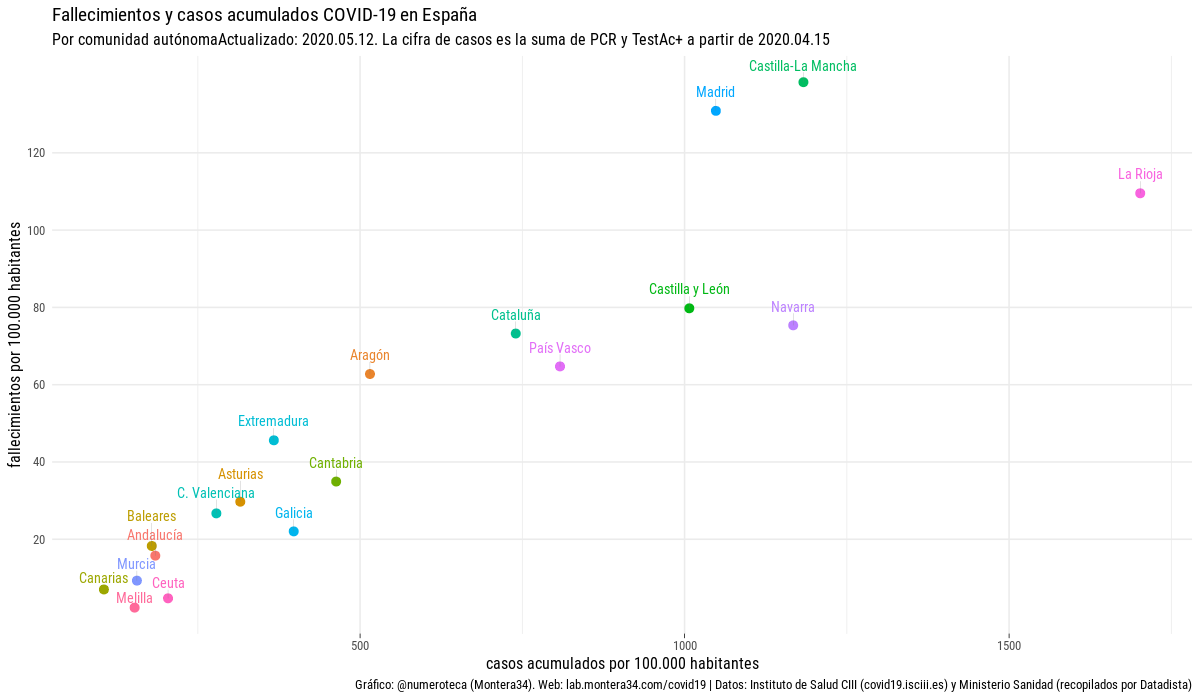 Fallecimientos y casos acumulados COVID-19 en España
Por comunidad autónomaActualizado: 2020.05.12. La cifra de casos es la suma de PCR y TestAc+ a partir de 2020.04.15
Castilla-La Mancha
Madrid
120
La Rioja
100
Castilla y León
80
Navarra
Cataluña
País Vasco
Aragón
60
Extremadura
40
Cantabria
Asturias
C. Valenciana
Galicia
Baleares
20
Andalucía
Murcia
Canarias
Ceuta
Melilla
fallecimientos por 100.000 habitantes
500
1000
1500
casos acumulados por 100.000 habitantes
Gráfico: @numeroteca (Montera34). Web: lab.montera34.com/covid19 | Datos: Instituto de Salud CIII (covid19.isciii.es) y Ministerio Sanidad (recopilados por Datadista)